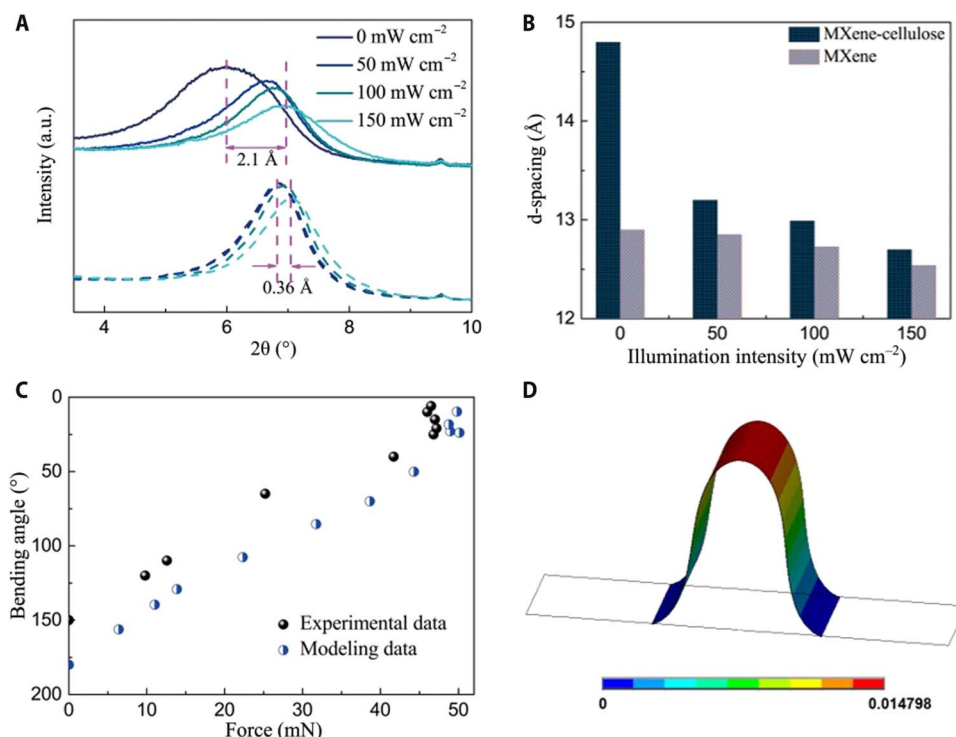 A
0 mW cm⁻²
50 mW cm⁻²
100 mW cm⁻²
150 mW cm⁻²
2.1 Å
0.36 Å
Intensity (a.u.)
4 6 8 10
2θ (°)
B
MXene-cellulose
MXene
15
14
13
12
d-spacing (Å)
0 50 100 150
Illumination intensity (mW cm⁻²)
C
0
50
100
150
200
Bending angle (°)
Experimental data
Modeling data
0 10 20 30 40 50
Force (mN)
D
0 0.014798